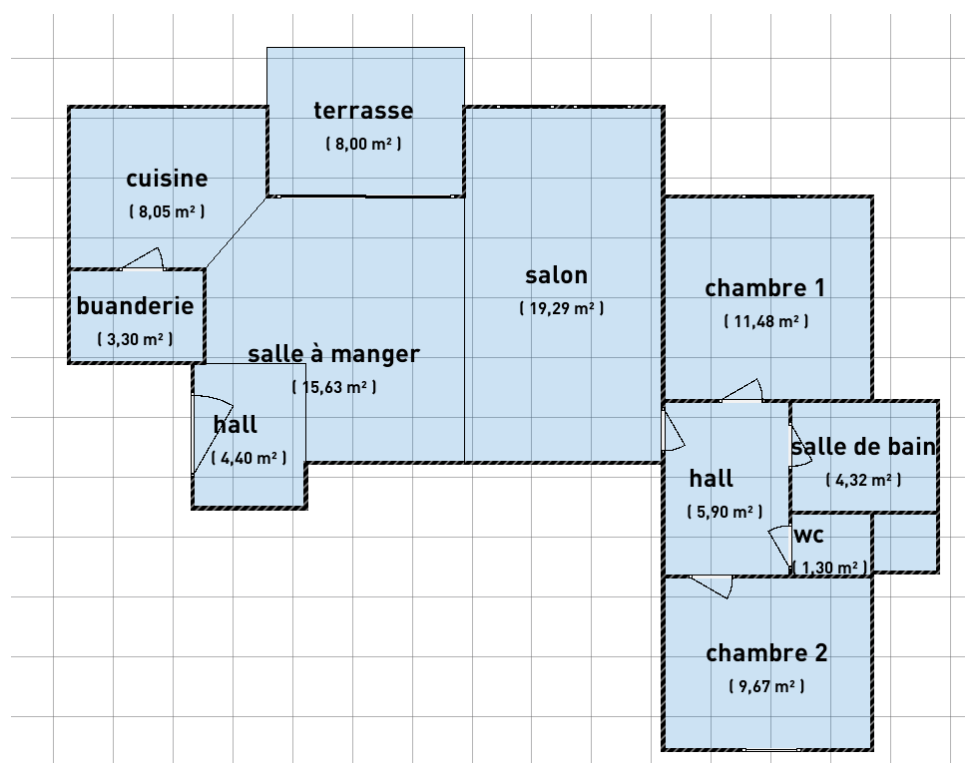 terrasse
( 8,00 m² )
cuisine
( 8,05 m² )
salon
( 19,29 m² )
chambre 1
( 11,48 m² )
buanderie
( 3,30 m² )
salle à manger
( 15,63 m² )
hall
( 4,40 m² )
salle de bain
( 4,32 m² )
hall
( 5,90 m² )
wc
( 1,30 m² )
chambre 2
( 9,67 m² )